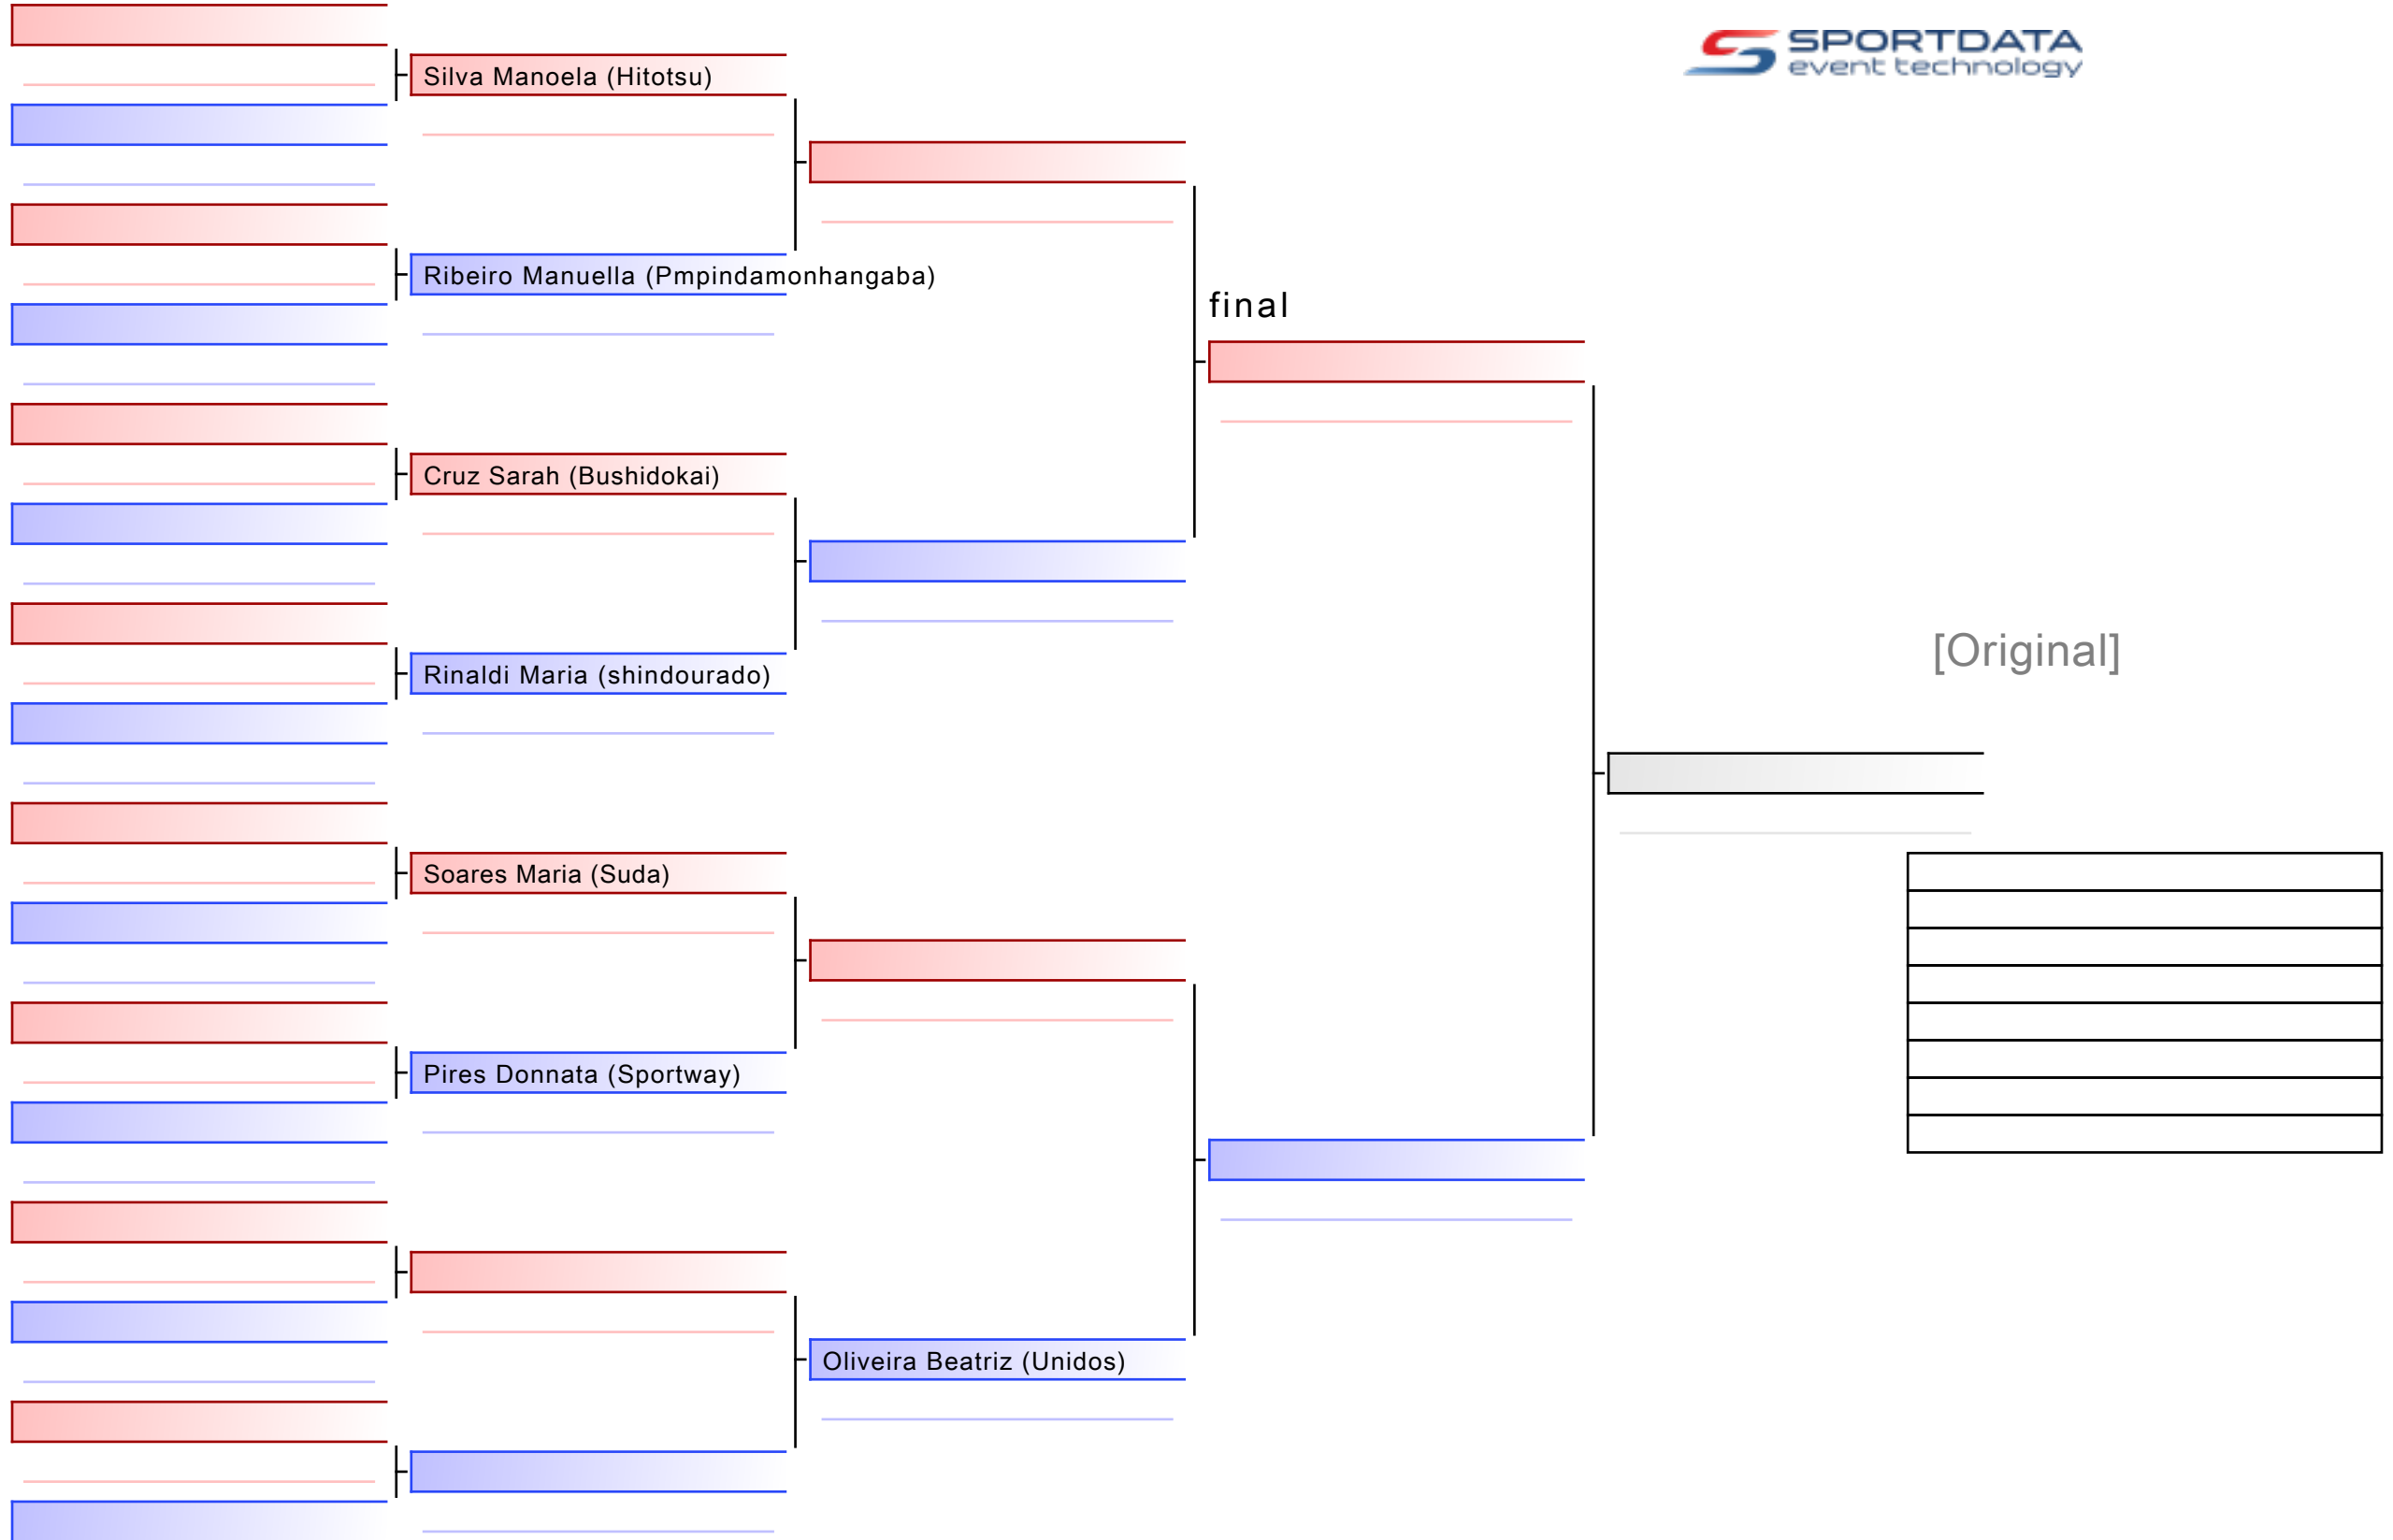 SPORTDATA
event technology
Silva Manoela (Hitotsu)
Ribeiro Manuella (Pmpindamonhangaba)
final
Cruz Sarah (Bushidokai)
Rinaldi Maria (shindourado)
[Original]
Soares Maria (Suda)
Pires Donnata (Sportway)
Oliveira Beatriz (Unidos)